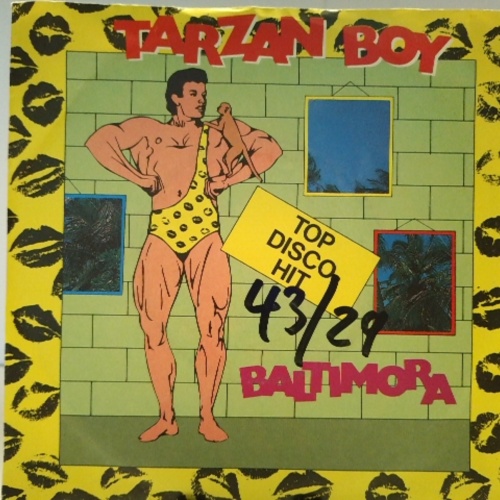 TARZAN BOY
TOP
DISCO
HIT
43/29
BALTIMORA